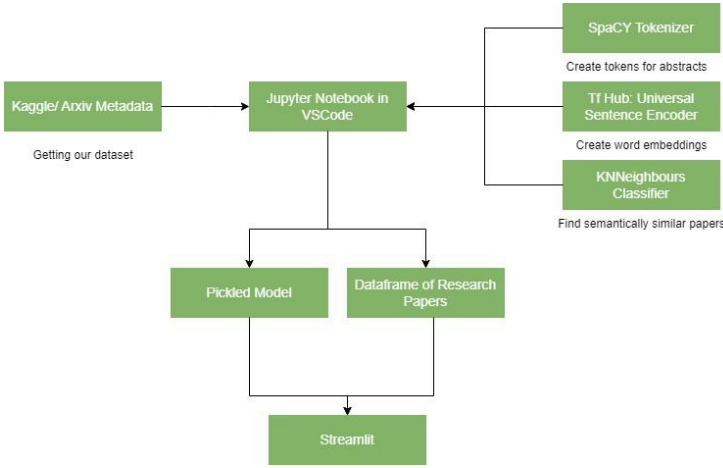 SpaCY Tokenizer
Create tokens for abstracts
Kaggle/ Arxiv Metadata
Getting our dataset
Jupyter Notebook in
VSCode
Tf Hub: Universal
Sentence Encoder
Create word embeddings
KNNeighbours
Classifier
Find semantically similar papers
Pickled Model
Dataframe of Research
Papers
Streamlit